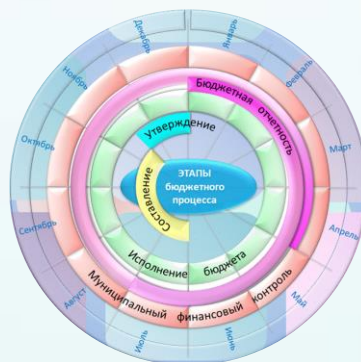 Январь
Февраль
Март
Апрель
Май
Июнь
Июль
Август
Сентябрь
Октябрь
Ноябрь
Декабрь
Бюджетная отчетность
Утверждение
Составление
ЭТАПЫ
бюджетного
процесса
Исполнение бюджета
Муниципальный финансовый контроль